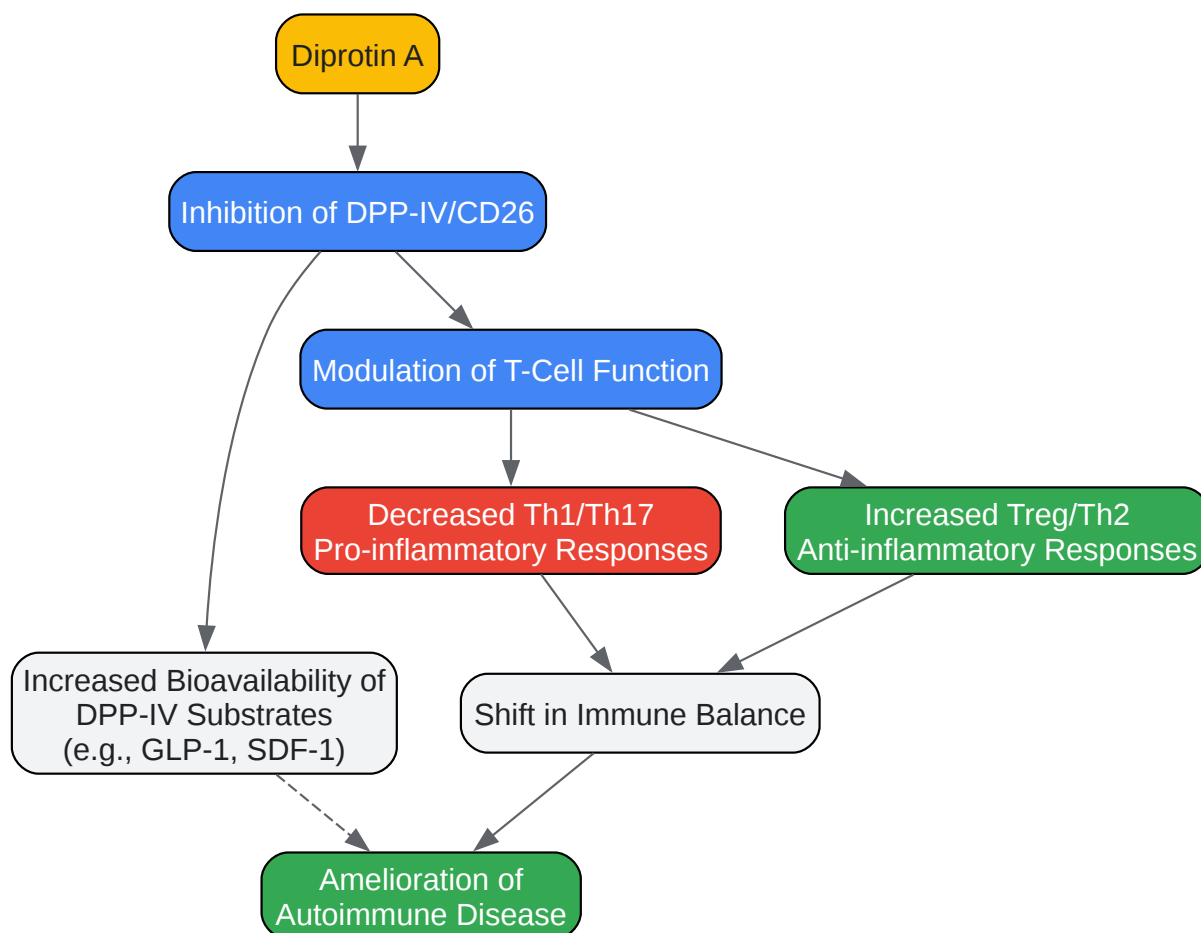 Diprotin A
Inhibition of DPP-IV/CD26
Modulation of T-Cell Function
Decreased Th1/Th17
Pro-inflammatory Responses
Increased Treg/Th2
Anti-inflammatory Responses
Increased Bioavailability of
DPP-IV Substrates
(e.g., GLP-1, SDF-1)
Shift in Immune Balance
Amelioration of
Autoimmune Disease